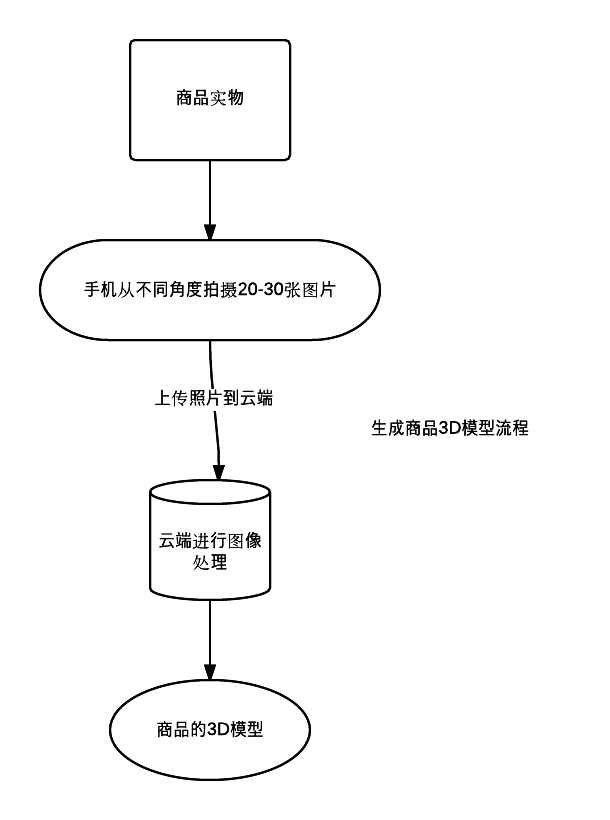 商品实物
手机从不同角度拍摄20-30张图片
上传照片到云端
生成商品3D模型流程
云端进行图像
处理
商品的3D模型